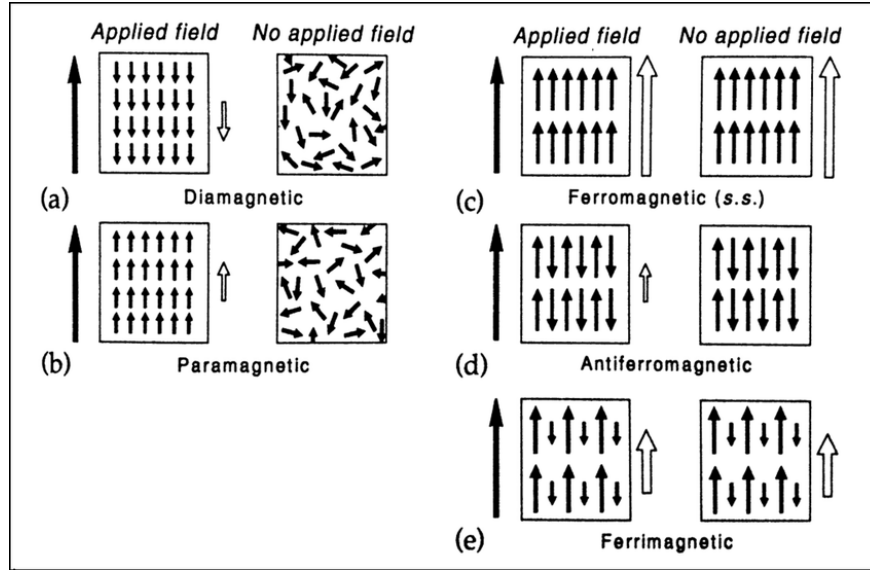 Applied field No applied field
(a) Diamagnetic
(b) Paramagnetic
Applied field No applied field
(c) Ferromagnetic (s.s.)
(d) Antiferromagnetic
(e) Ferrimagnetic